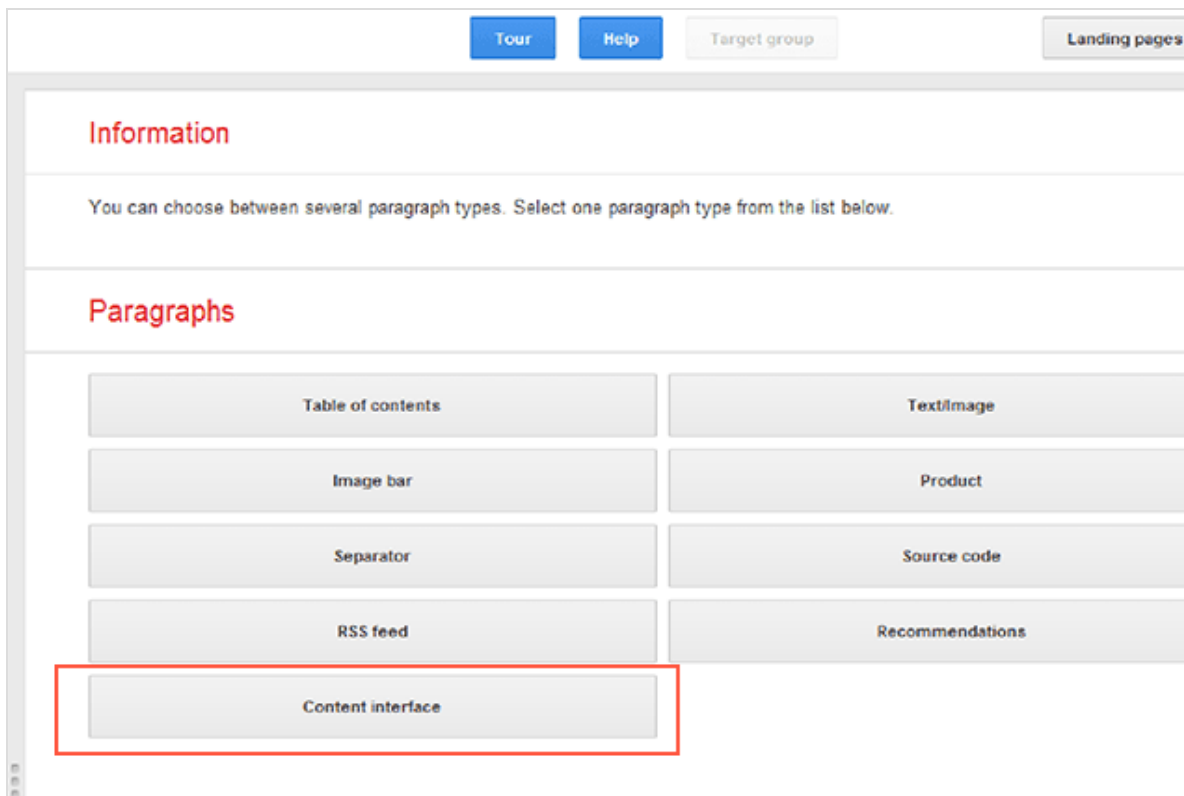 Tour Help Target group Landing pages
Information
You can choose between several paragraph types. Select one paragraph type from the list below.
Paragraphs
Table of contents Text/Image
Image bar Product
Separator Source code
RSS feed Recommendations
Content interface